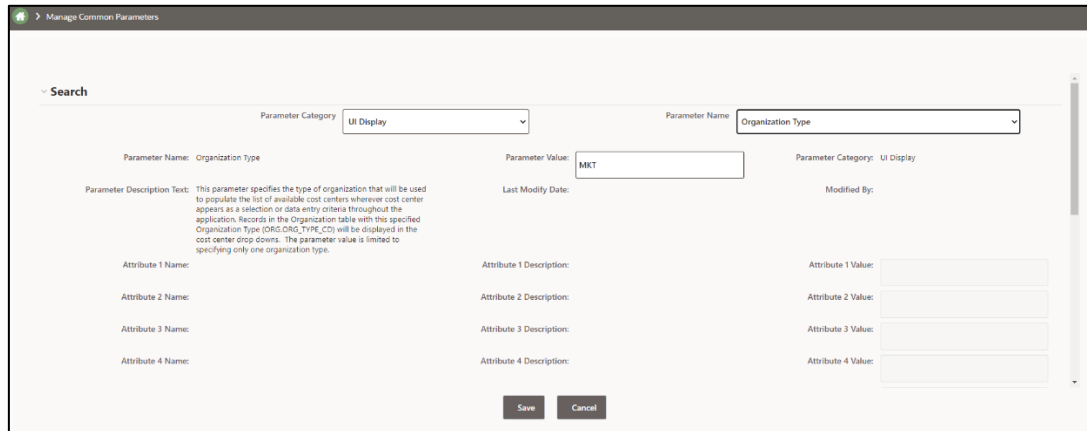 Manage Common Parameters
Search
Parameter Category UI Display Parameter Name Organization Type
Parameter Name: Organization Type Parameter Value: MKT Parameter Category: UI Display
Parameter Description Text: This parameter specifies the type of organization that will be used Last Modify Date: Modified By:
to populate the list of available cost centers wherever cost center
appears as a selection or data entry criteria throughout the
application. Records in the Organization table with this specified
Organization Type (ORG.ORG_TYPE_CD) will be displayed in the
cost center drop downs. The parameter value is limited to
specifying only one organization type.
Attribute 1 Name: Attribute 1 Description: Attribute 1 Value:
Attribute 2 Name: Attribute 2 Description: Attribute 2 Value:
Attribute 3 Name: Attribute 3 Description: Attribute 3 Value:
Attribute 4 Name: Attribute 4 Description: Attribute 4 Value:
Save Cancel